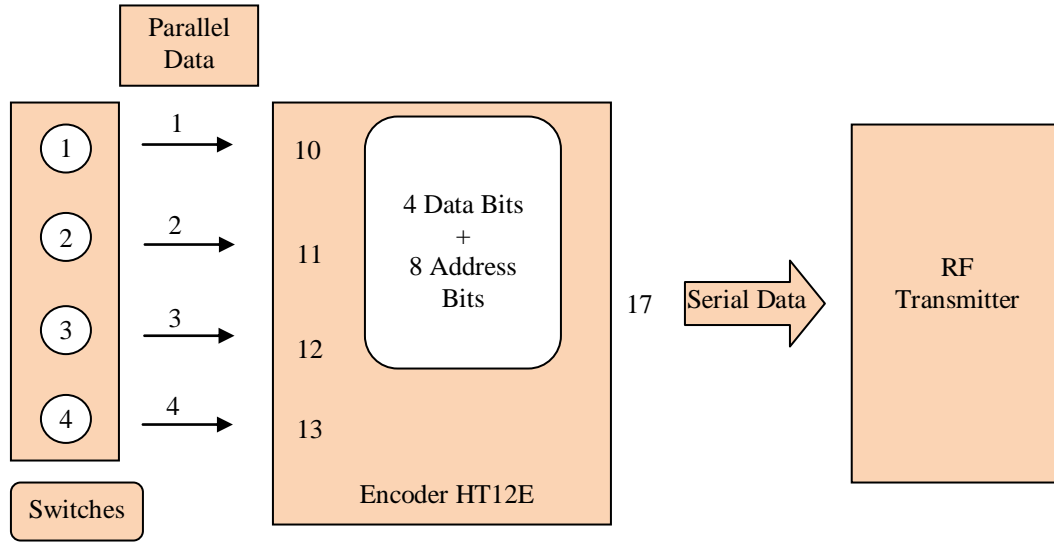 Parallel
Data
1
1
10
2
2
11
3
3
12
4
4
13
4 Data Bits
+
8 Address
Bits
Encoder HT12E
17
Serial Data
RF
Transmitter
Switches